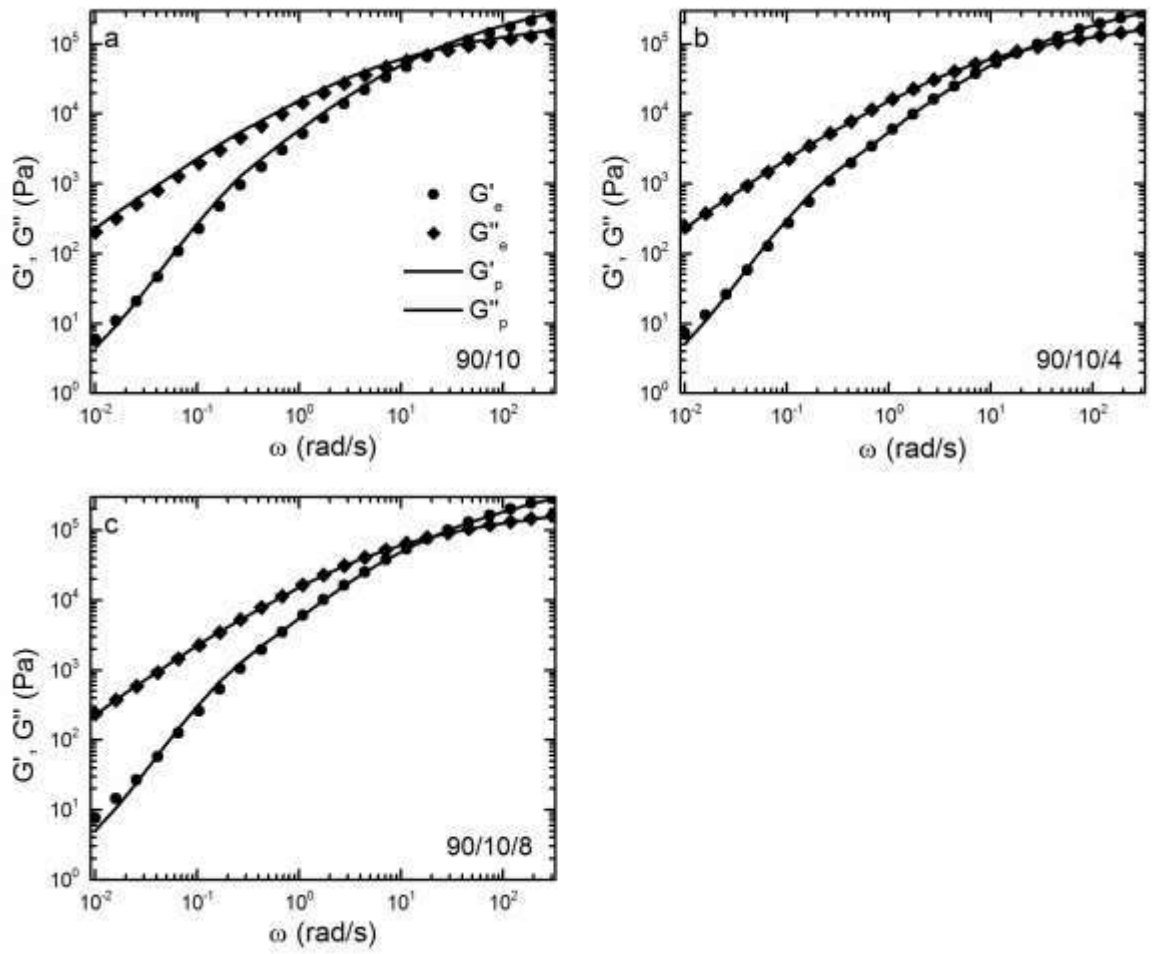 a
G', G" (Pa)
10⁵
10⁴
10³
10²
10¹
10⁰
G'ₑ
G"ₑ
G'ₚ
G"ₚ
90/10
10⁻² 10⁻¹ 10⁰ 10¹ 10²
ω (rad/s)
b
G', G" (Pa)
10⁵
10⁴
10³
10²
10¹
10⁰
90/10/4
10⁻² 10⁻¹ 10⁰ 10¹ 10²
ω (rad/s)
c
G', G" (Pa)
10⁵
10⁴
10³
10²
10¹
10⁰
90/10/8
10⁻² 10⁻¹ 10⁰ 10¹ 10²
ω (rad/s)